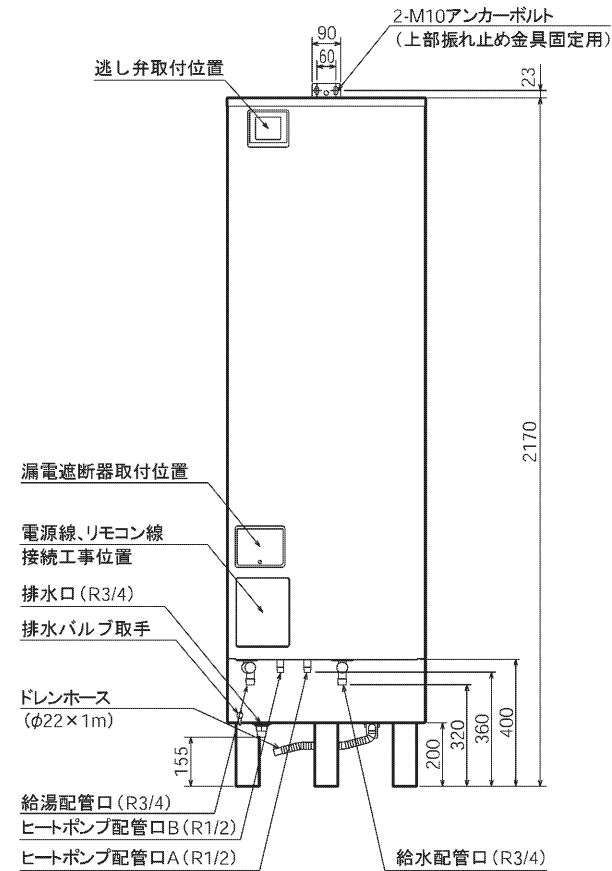 2-M10アンカーボルト
(上部振れ止め金具固定用)
90
60
23
逃し弁取付位置
2170
漏電遮断器取付位置
電源線、リモコン線
接続工事位置
排水口(R3/4)
排水バルブ取手
ドレンホース
(φ22×1m)
155
200
320
360
400
給湯配管口(R3/4)
ヒートポンプ配管口B(R1/2)
ヒートポンプ配管口A(R1/2)
給水配管口(R3/4)